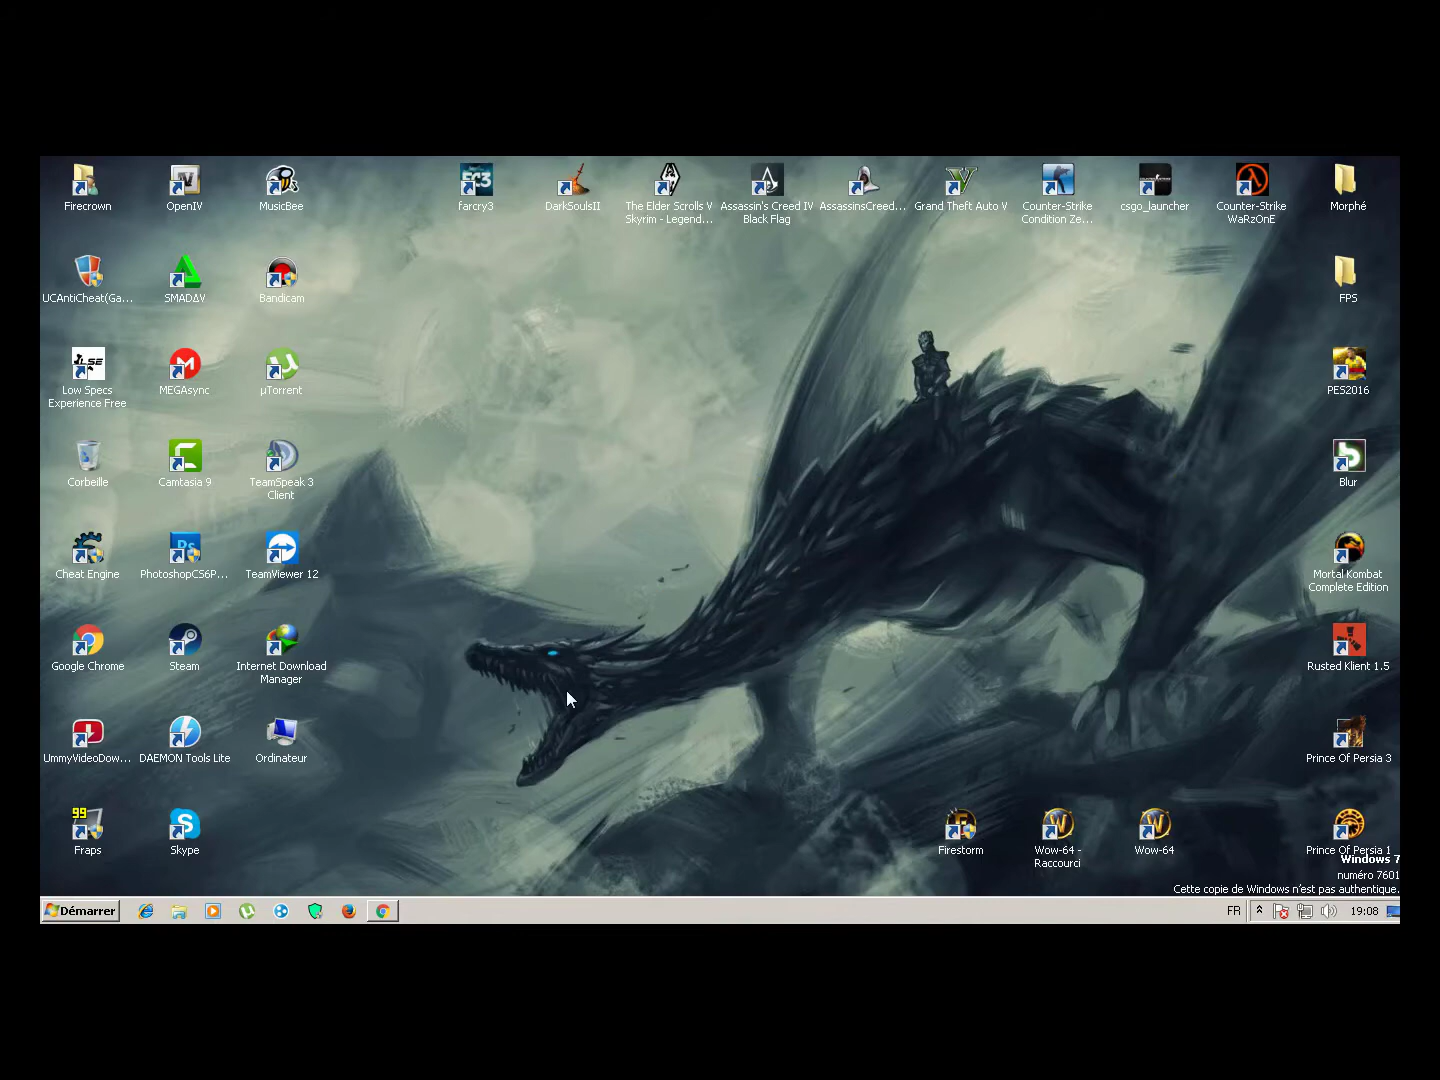 Firecrown
OpenIV
MusicBee
farcry3
DarkSoulsII
The Elder Scrolls V
Skyrim - Legend...
Assassin's Creed IV
Black Flag
AssassinsCreed...
Grand Theft Auto V
Counter-Strike
Condition Ze...
csgo_launcher
Counter-Strike
WaRzOnE
Morphé
UCAntiCheat(Ga...
SMADΔV
Bandicam
FPS
Low Specs
Experience Free
MEGAsync
µTorrent
PES2016
Corbeille
Camtasia 9
TeamSpeak 3
Client
Blur
Cheat Engine
PhotoshopCS6P...
TeamViewer 12
Mortal Kombat
Complete Edition
Google Chrome
Steam
Internet Download
Manager
Rusted Klient 1.5
UmmyVideoDow...
DAEMON Tools Lite
Ordinateur
Prince Of Persia 3
99
Fraps
Skype
Firestorm
Wow-64 -
Raccourci
Wow-64
Prince Of Persia 1
Windows 7
numéro 7601
Cette copie de Windows n'est pas authentique.
Démarrer
FR
19:08